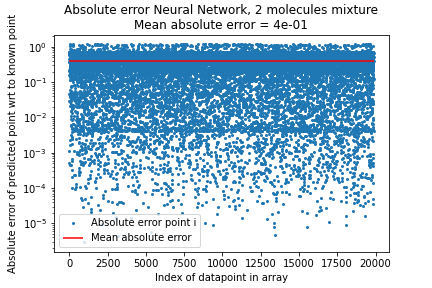 Absolute error Neural Network, 2 molecules mixture
Mean absolute error = 4e-01
Absolute error of predicted point wrt to known point
10⁰
10⁻¹
10⁻²
10⁻³
10⁻⁴
10⁻⁵
Absolute error point i
Mean absolute error
0 2500 5000 7500 10000 12500 15000 17500 20000
Index of datapoint in array